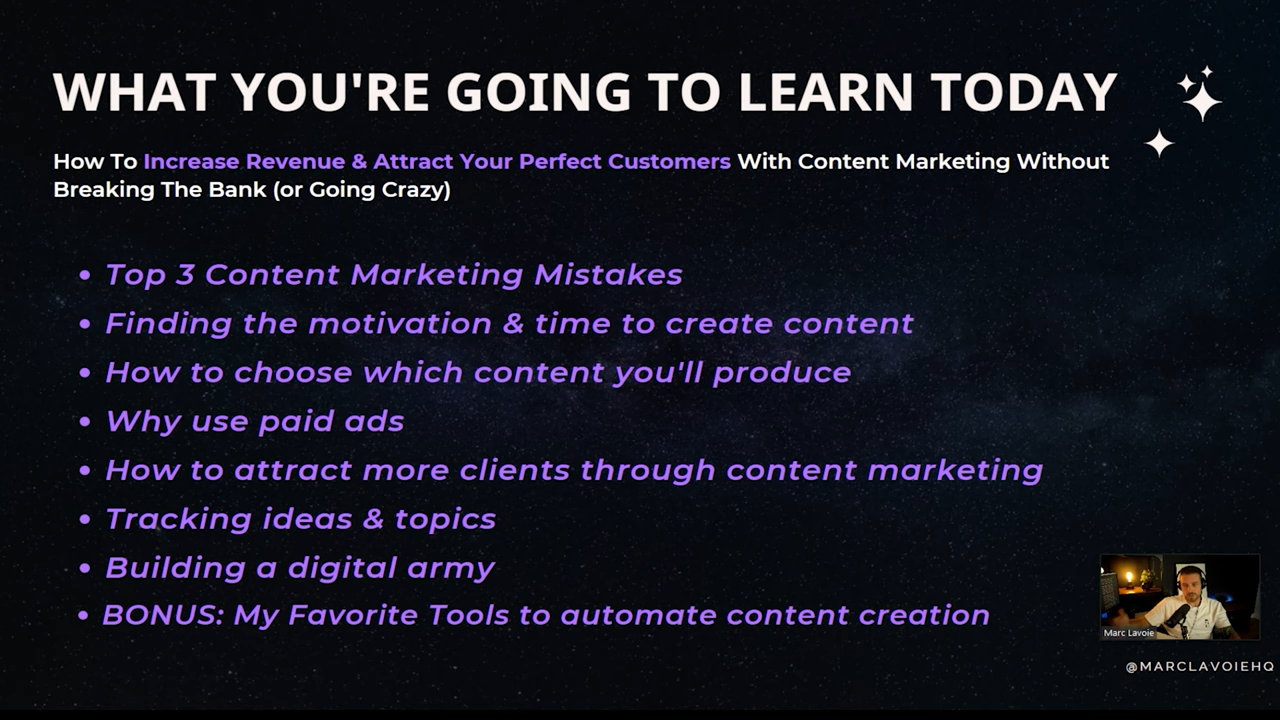 WHAT YOU'RE GOING TO LEARN TODAY
How To Increase Revenue & Attract Your Perfect Customers With Content Marketing Without
Breaking The Bank (or Going Crazy)
• Top 3 Content Marketing Mistakes
• Finding the motivation & time to create content
• How to choose which content you'll produce
• Why use paid ads
• How to attract more clients through content marketing
• Tracking ideas & topics
• Building a digital army
• BONUS: My Favorite Tools to automate content creation
Marc Lavoie
@MARCLAVOIEHQ